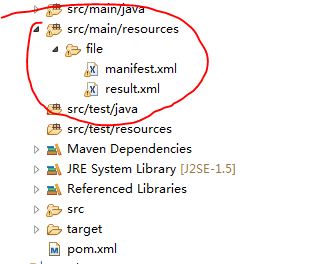 src/main/java
src/main/resources
file
manifest.xml
result.xml
src/test/java
src/test/resources
Maven Dependencies
JRE System Library [J2SE-1.5]
Referenced Libraries
src
target
pom.xml